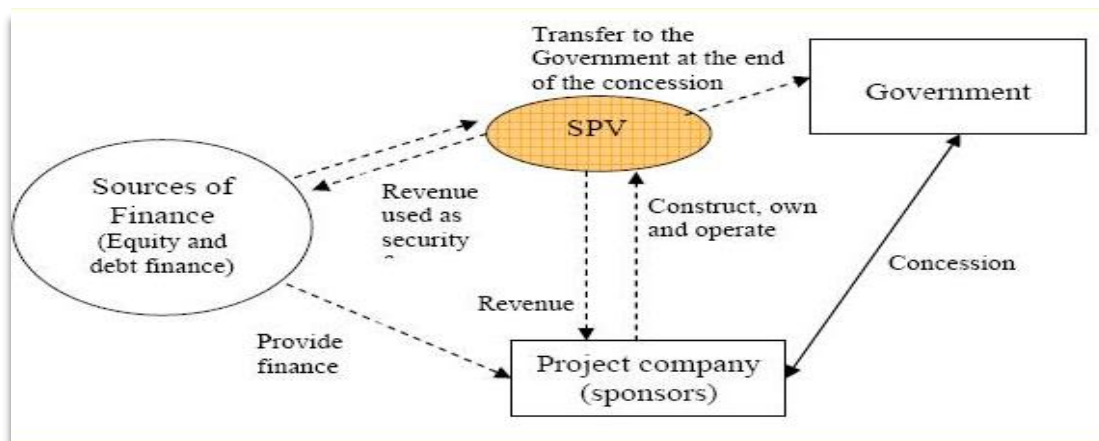 Transfer to the
Government at the end
of the concession
Government
SPV
Sources of
Finance
(Equity and
debt finance)
Revenue
used as
security
Construct, own
and operate
Concession
Revenue
Provide
finance
Project company
(sponsors)